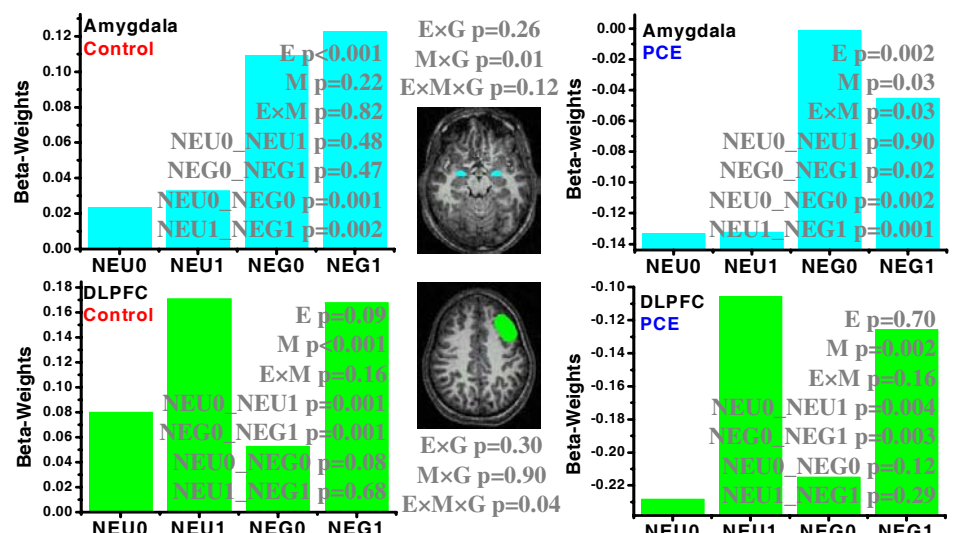 Amygdala
Control
Beta-Weights
0.12
0.10
0.08
0.06
0.04
0.02
0.00
E p<0.001
M p=0.22
E×M p=0.82
NEU0_NEU1 p=0.48
NEG0_NEG1 p=0.47
NEU0_NEG0 p=0.001
NEU1_NEG1 p=0.002
NEU0 NEU1 NEG0 NEG1
E×G p=0.26
M×G p=0.01
E×M×G p=0.12
Amygdala
PCE
Beta-weights
-0.00
-0.02
-0.04
-0.06
-0.08
-0.10
-0.12
-0.14
E p=0.002
M p=0.03
E×M p=0.03
NEU0_NEU1 p=0.90
NEG0_NEG1 p=0.02
NEU0_NEG0 p=0.002
NEU1_NEG1 p=0.001
NEU0 NEU1 NEG0 NEG1
DLPFC
Control
Beta-Weights
0.18
0.16
0.14
0.12
0.10
0.08
0.06
0.04
0.02
0.00
E p=0.09
M p<0.001
E×M p=0.16
NEU0_NEU1 p=0.001
NEG0_NEG1 p=0.001
NEU0_NEG0 p=0.08
NEU1_NEG1 p=0.68
NEU0 NEU1 NEG0 NEG1
E×G p=0.30
M×G p=0.90
E×M×G p=0.04
DLPFC
PCE
Beta-Weights
-0.10
-0.12
-0.14
-0.16
-0.18
-0.20
-0.22
E p=0.70
M p=0.002
E×M p=0.16
NEU0_NEU1 p=0.004
NEG0_NEG1 p=0.003
NEU0_NEG0 p=0.12
NEU1_NEG1 p=0.29
NEU0 NEU1 NEG0 NEG1